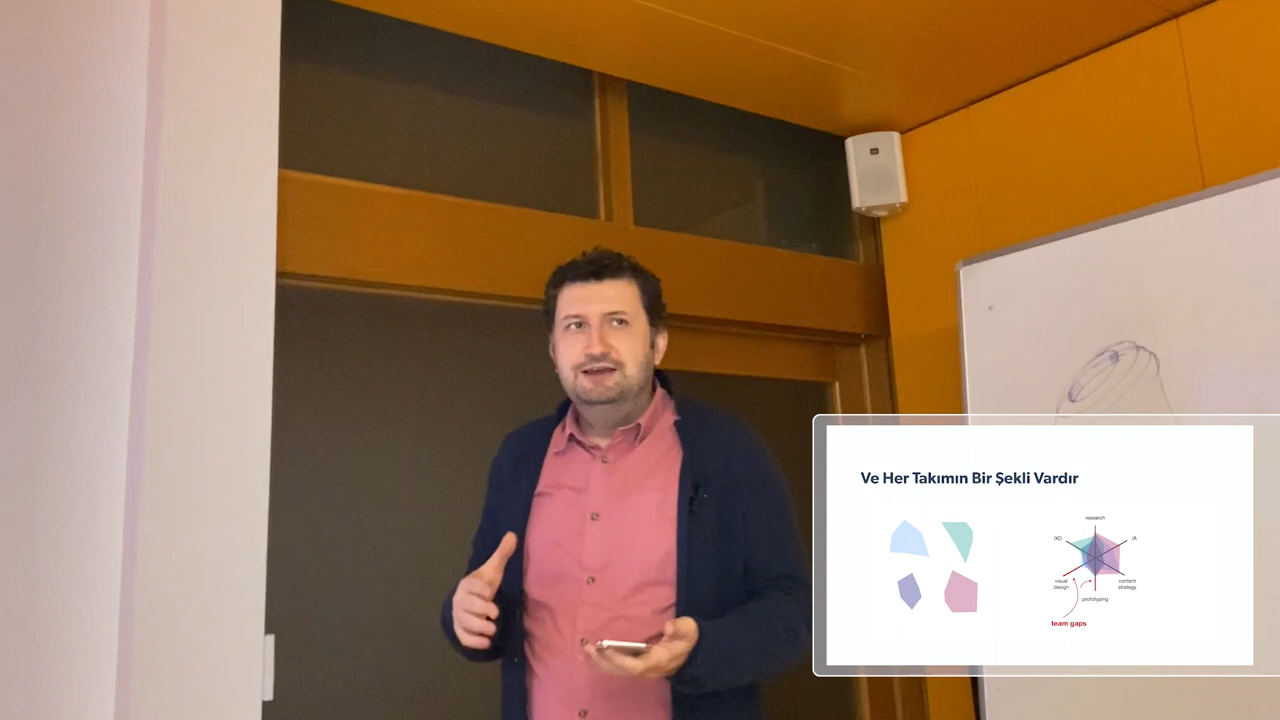 Ve Her Takımın Bir Şekli Vardır
research
IXD
IA
visual
design
content
strategy
prototyping
team gaps